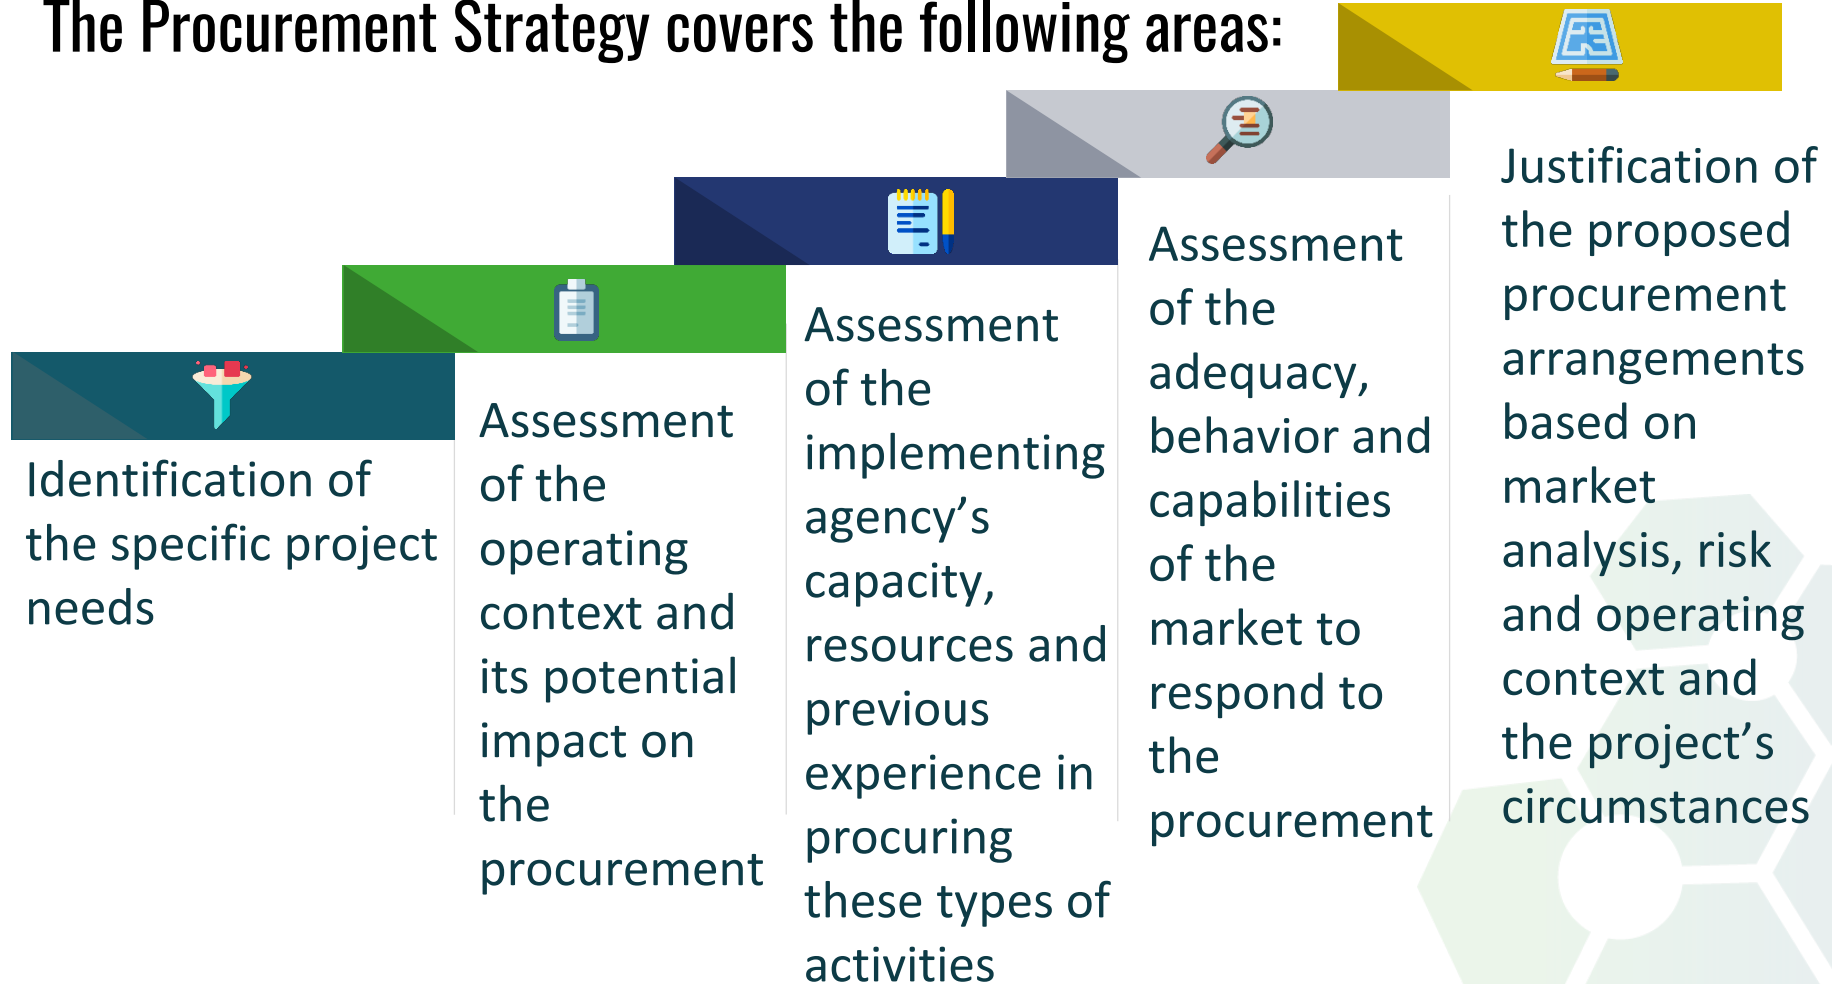 The Procurement Strategy covers the following areas:
Identification of
the specific project
needs
Assessment
of the
operating
context and
its potential
impact on
the
procurement
Assessment
of the
implementing
agency’s
capacity,
resources and
previous
experience in
procuring
these types of
activities
Assessment
of the
adequacy,
behavior and
capabilities
of the
market to
respond to
the
procurement
Justification of
the proposed
procurement
arrangements
based on
market
analysis, risk
and operating
context and
the project’s
circumstances